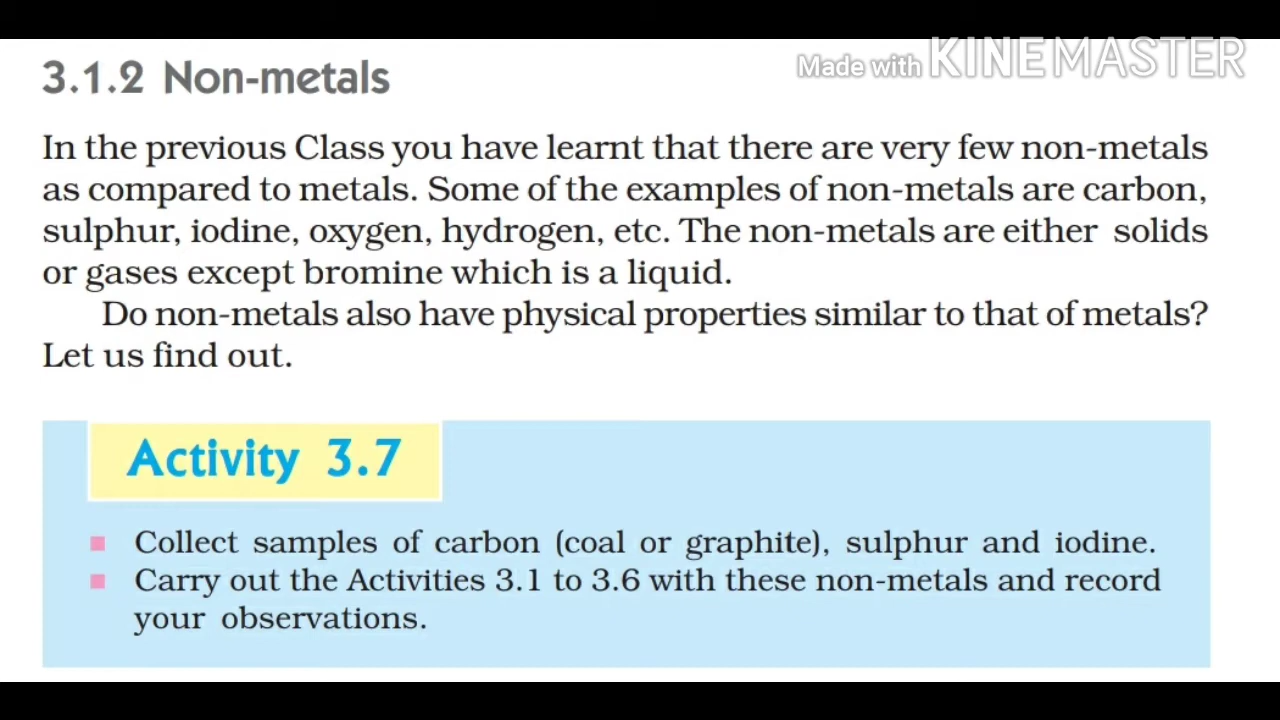 Made with KINEMASTER
3.1.2 Non-metals
In the previous Class you have learnt that there are very few non-metals
as compared to metals. Some of the examples of non-metals are carbon,
sulphur, iodine, oxygen, hydrogen, etc. The non-metals are either solids
or gases except bromine which is a liquid.
Do non-metals also have physical properties similar to that of metals?
Let us find out.
Activity 3.7
■ Collect samples of carbon (coal or graphite), sulphur and iodine.
■ Carry out the Activities 3.1 to 3.6 with these non-metals and record
your observations.